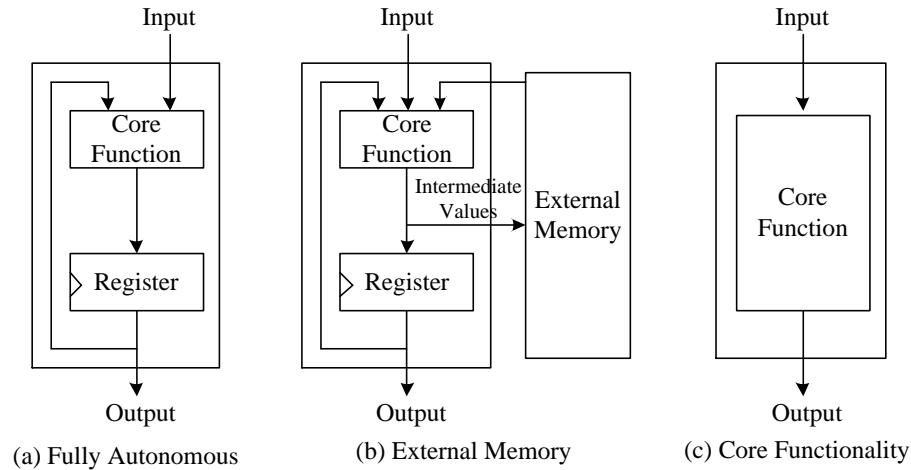 Input
Core
Function
Register
Output
(a) Fully Autonomous
Input
Core
Function
Intermediate
Values
External
Memory
Register
Output
(b) External Memory
Input
Core
Function
Output
(c) Core Functionality